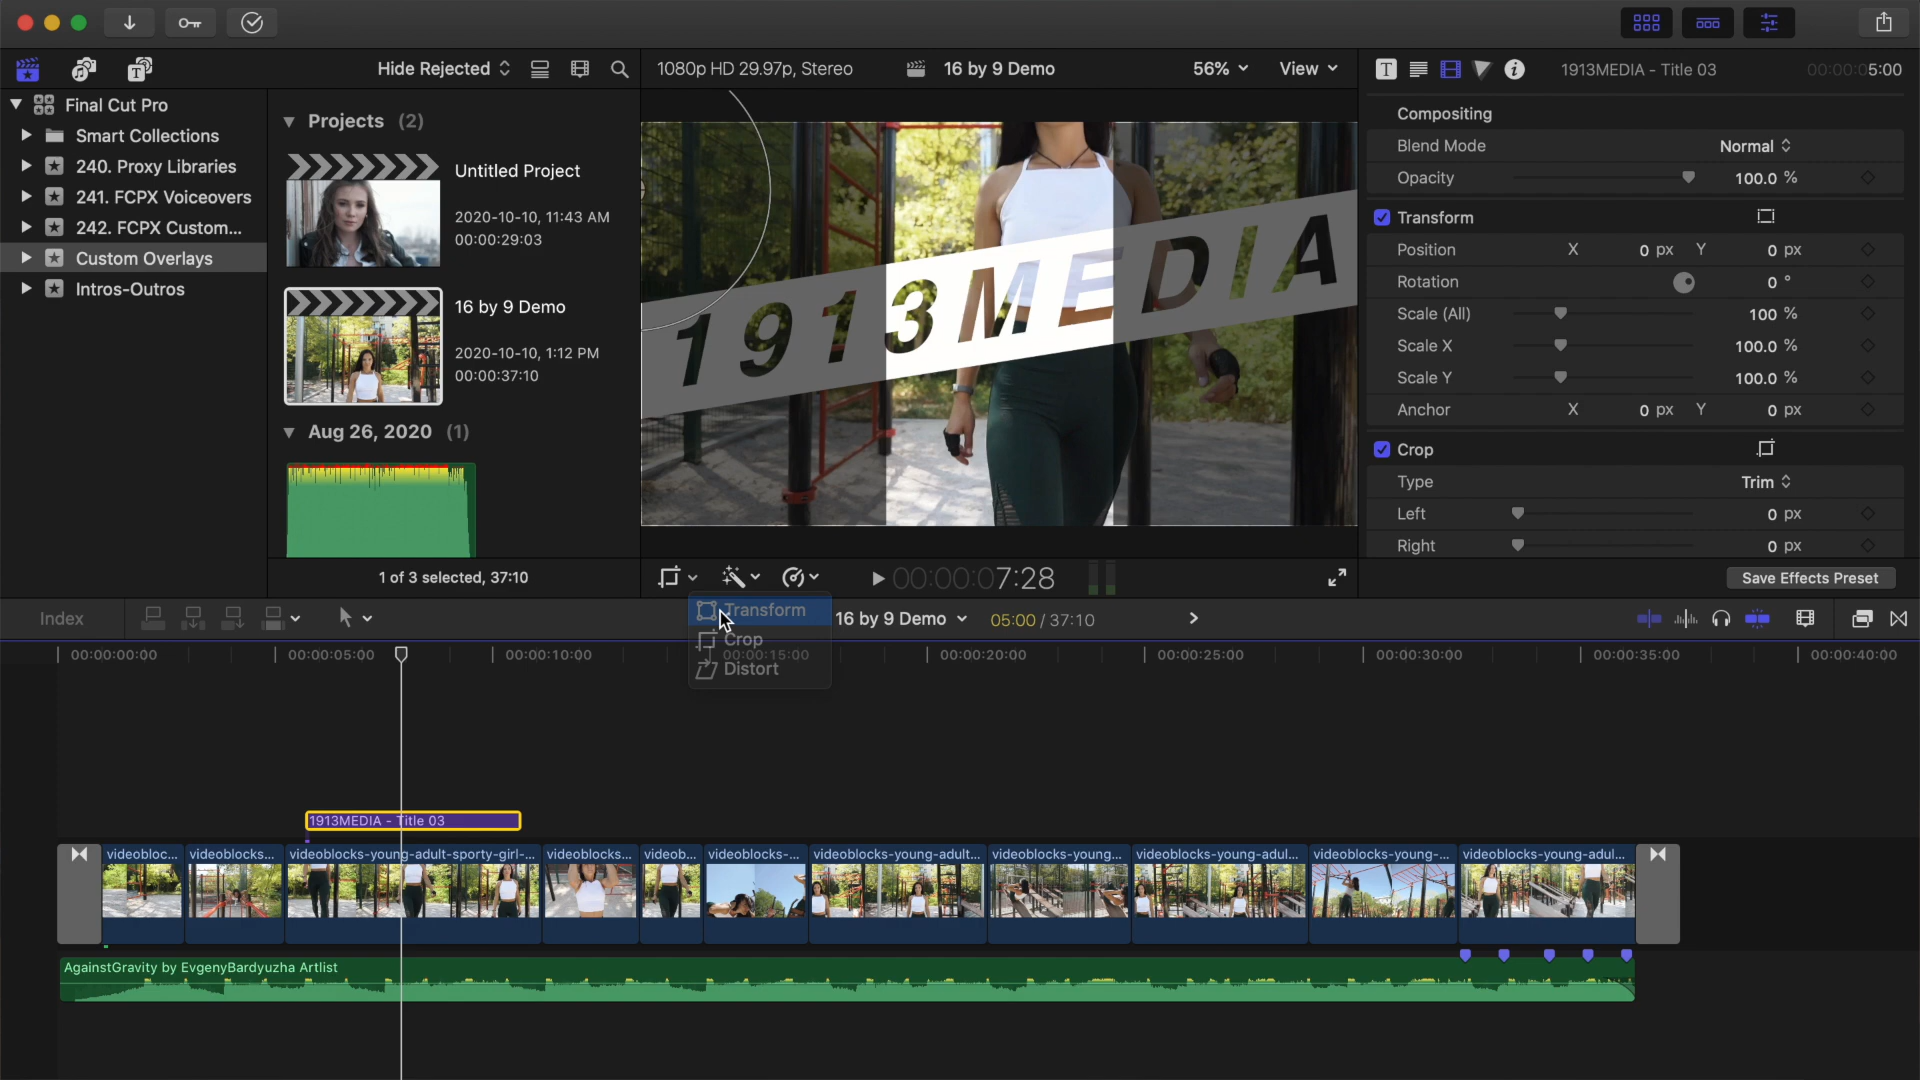 Hide Rejected
1080p HD 29.97p, Stereo
16 by 9 Demo
56%
View
T
i
1913MEDIA - Title 03
00:00:05:00
Final Cut Pro
Smart Collections
240. Proxy Libraries
241. FCPX Voiceovers
242. FCPX Custom...
Custom Overlays
Intros-Outros
Projects (2)
Untitled Project
2020-10-10, 11:43 AM
00:00:29:03
16 by 9 Demo
2020-10-10, 1:12 PM
00:00:37:10
Aug 26, 2020 (1)
1 of 3 selected, 37:10
1913MEDIA
00:00:07:28
Compositing
Blend Mode Normal
Opacity 100.0 %
Transform
Position X 0 px Y 0 px
Rotation 0 °
Scale (All) 100 %
Scale X 100.0 %
Scale Y 100.0 %
Anchor X 0 px Y 0 px
Crop
Type Trim
Left 0 px
Right 0 px
Save Effects Preset
Index
Transform
Crop
Distort
16 by 9 Demo
05:00 / 37:10
00:00:00:00
00:00:05:00
00:00:10:00
00:00:15:00
00:00:20:00
00:00:25:00
00:00:30:00
00:00:35:00
00:00:40:00
1913MEDIA - Title 03
videobloc...
videoblocks...
videoblocks-young-adult-sporty-girl-...
videoblocks...
videob...
videoblocks-...
videoblocks-young-adult...
videoblocks-young...
videoblocks-young-adul...
videoblocks-young-...
videoblocks-young-adul...
AgainstGravity by EvgenyBardyuzha Artlist